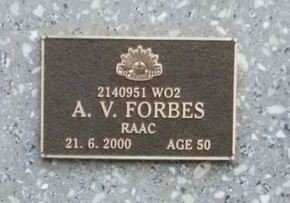 2140951 WO2
A. V. FORBES
RAAC
21. 6. 2000 AGE 50